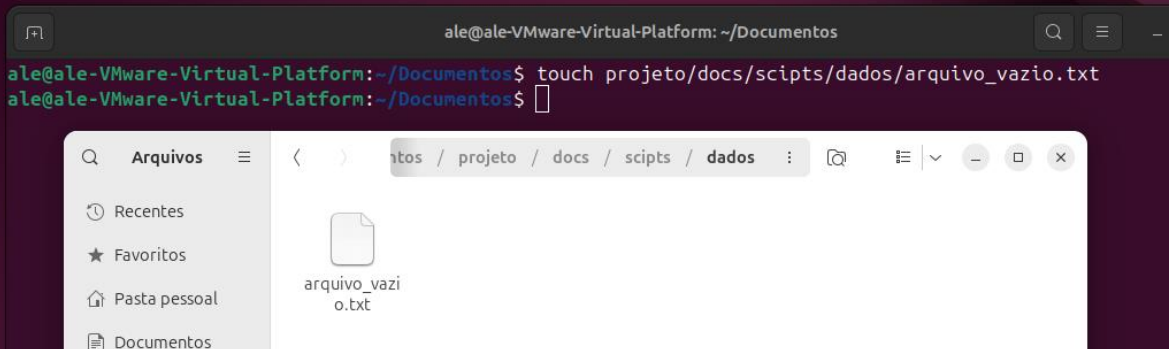 ale@ale-VMware-Virtual-Platform: ~/Documentos
ale@ale-VMware-Virtual-Platform:~/Documentos$ touch projeto/docs/scipts/dados/arquivo_vazio.txt
ale@ale-VMware-Virtual-Platform:~/Documentos$
Arquivos
ntos / projeto / docs / scipts / dados
Recentes
Favoritos
Pasta pessoal
Documentos
arquivo_vazi
o.txt